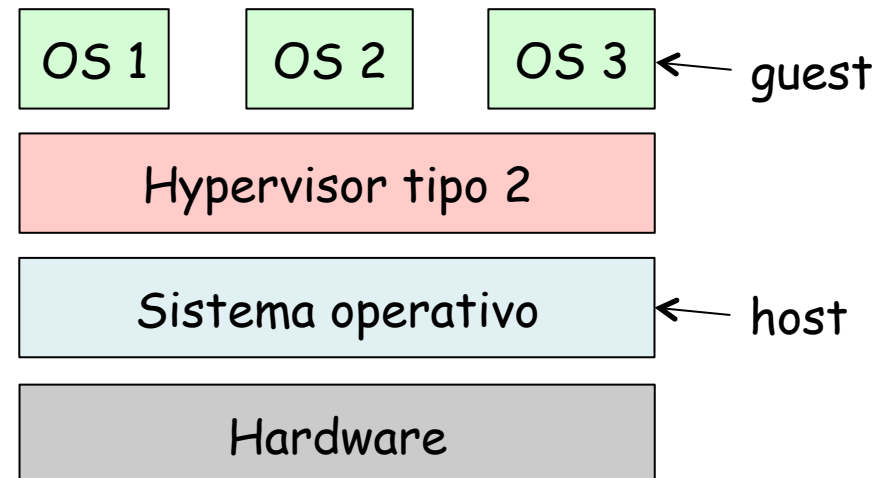 OS 1
OS 2
OS 3
guest
Hypervisor tipo 2
Sistema operativo
host
Hardware